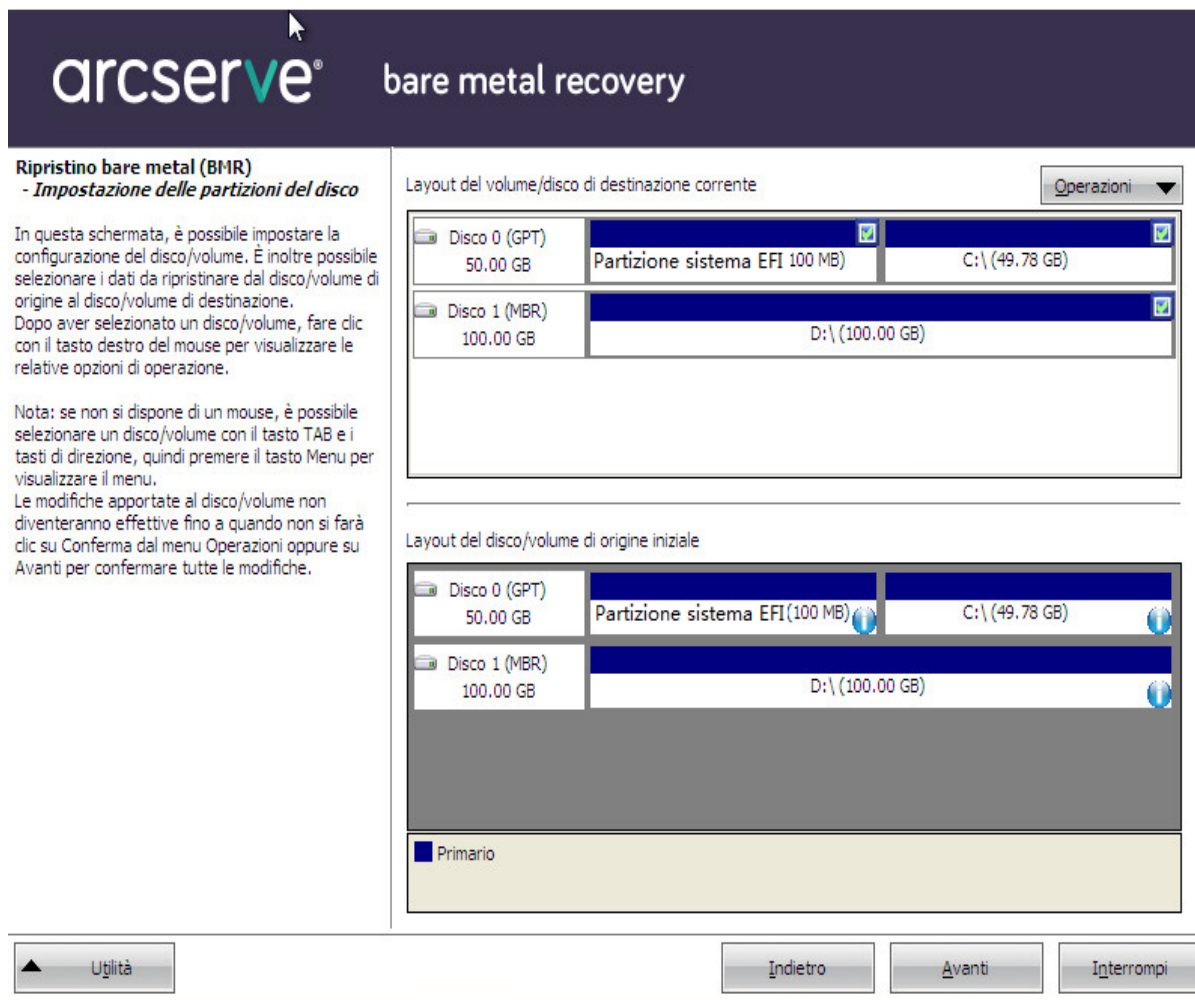 arcserve® bare metal recovery
Ripristino bare metal (BMR)
- Impostazione delle partizioni del disco
In questa schermata, è possibile impostare la
configurazione del disco/volume. È inoltre possibile
selezionare i dati da ripristinare dal disco/volume di
origine al disco/volume di destinazione.
Dopo aver selezionato un disco/volume, fare clic
con il tasto destro del mouse per visualizzare le
relative opzioni di operazione.
Nota: se non si dispone di un mouse, è possibile
selezionare un disco/volume con il tasto TAB e i
tasti di direzione, quindi premere il tasto Menu per
visualizzare il menu.
Le modifiche apportate al disco/volume non
diventeranno effettive fino a quando non si farà
clic su Conferma dal menu Operazioni oppure su
Avanti per confermare tutte le modifiche.
Layout del volume/disco di destinazione corrente
Operazioni
Disco 0 (GPT)
50.00 GB
Partizione sistema EFI 100 MB)
C:\ (49.78 GB)
Disco 1 (MBR)
100.00 GB
D:\ (100.00 GB)
Layout del disco/volume di origine iniziale
Disco 0 (GPT)
50.00 GB
Partizione sistema EFI(100 MB)
C:\ (49.78 GB)
Disco 1 (MBR)
100.00 GB
D:\ (100.00 GB)
Primario
Utilità
Indietro
Avanti
Interrompi